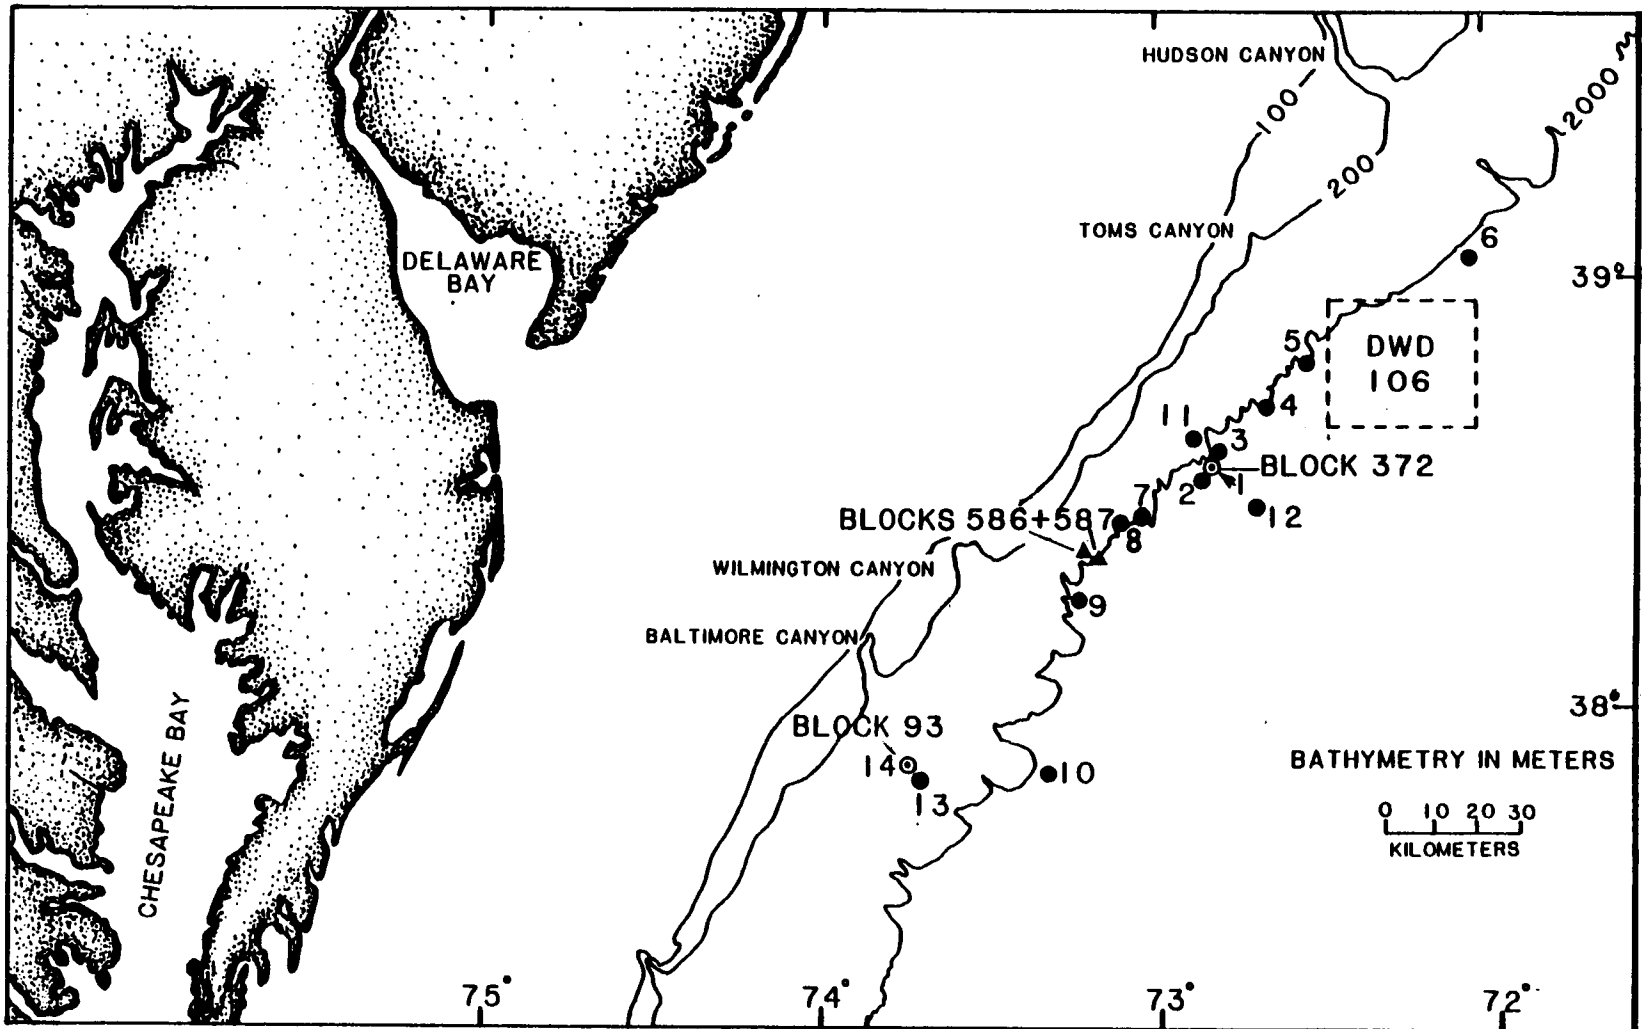 HUDSON CANYON
100
2000
200
TOMS CANYON
6
DELAWARE
BAY
39°
5
DWD
106
4
11
3
BLOCK 372
2
1
12
7
BLOCKS 586+587
8
WILMINGTON CANYON
9
BALTIMORE CANYON
38°
BLOCK 93
14
13
10
BATHYMETRY IN METERS
0 10 20 30
KILOMETERS
CHESAPEAKE BAY
75°
74°
73°
72°